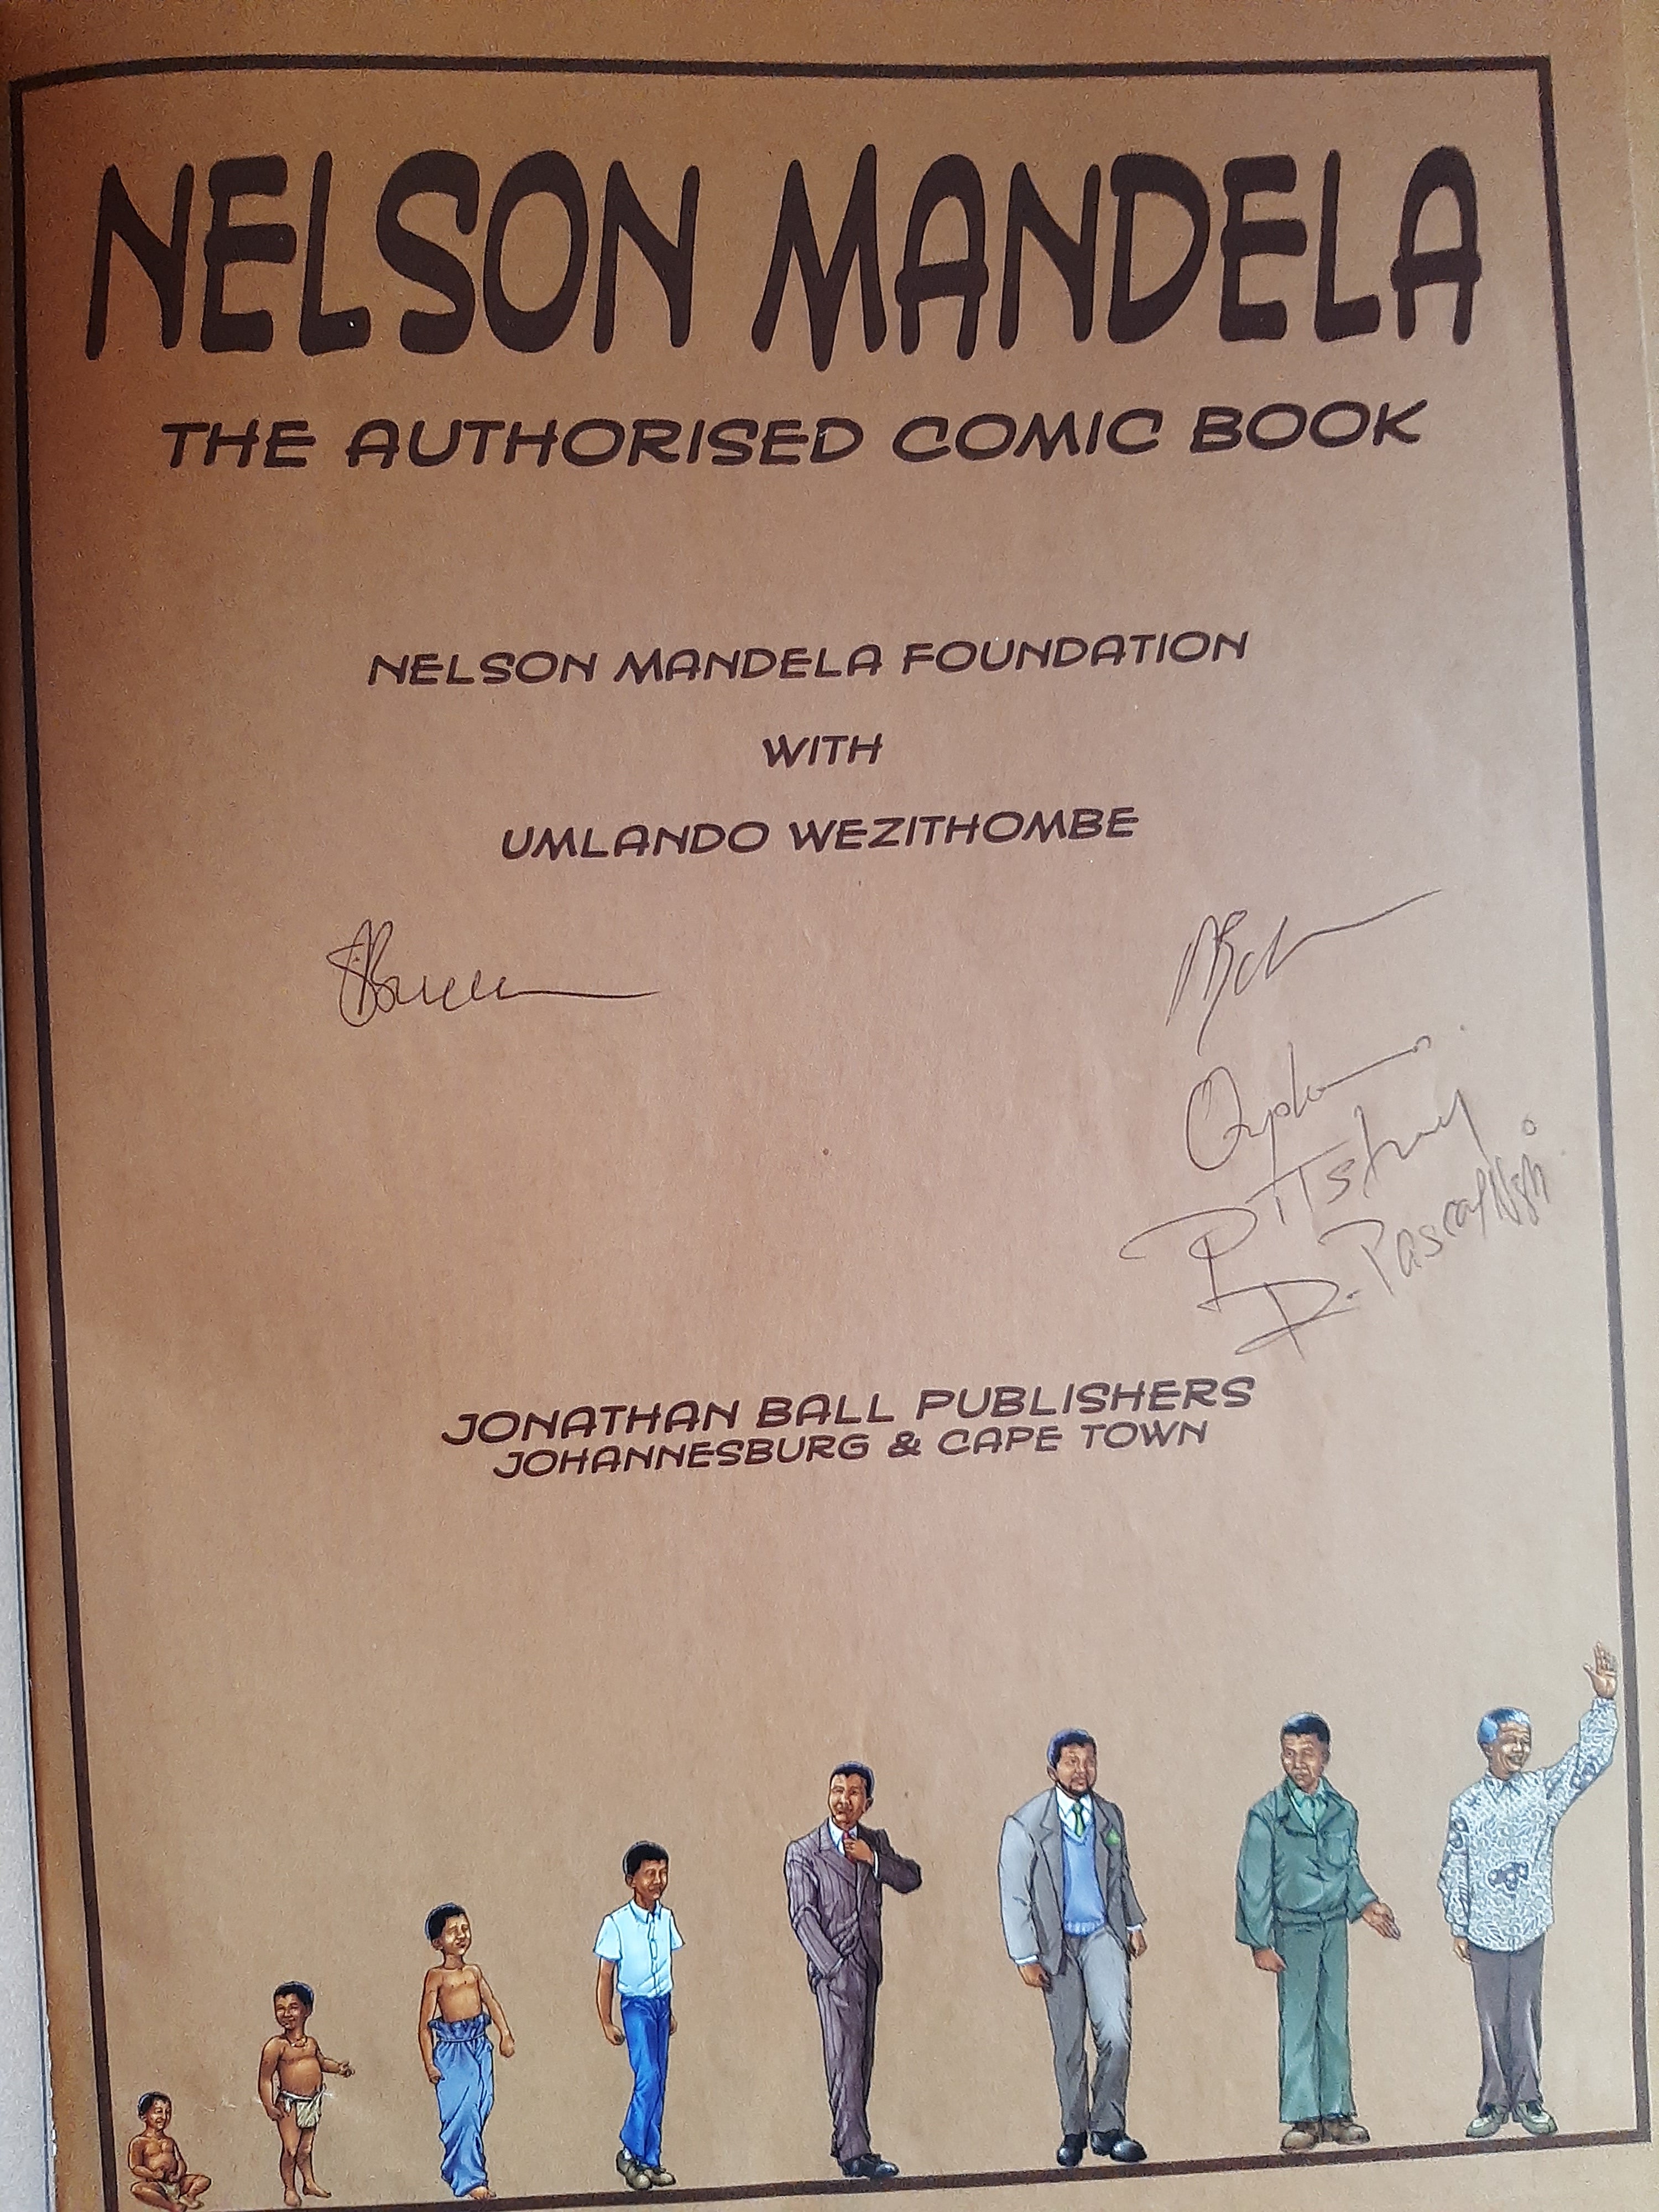 NELSON MANDELA
THE AUTHORISED COMIC BOOK
NELSON MANDELA FOUNDATION
WITH
UMLANDO WEZITHOMBE
JONATHAN BALL PUBLISHERS
JOHANNESBURG & CAPE TOWN